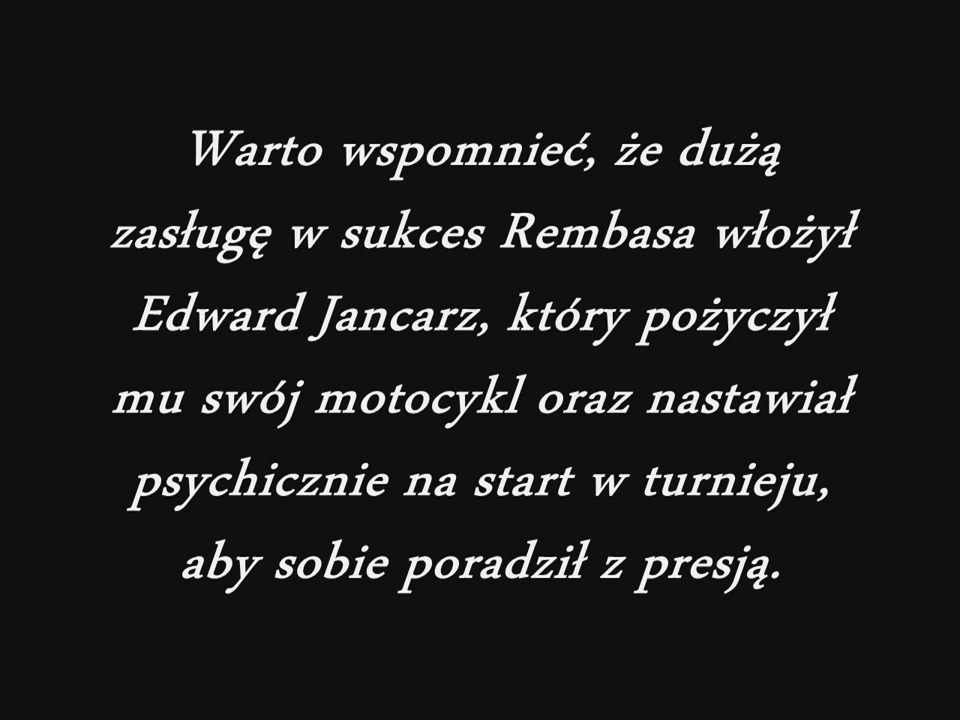 Warto wspomnieć, że dużą
zasługę w sukces Rembasa włożył
Edward Jancarz, który pożyczył
mu swój motocykl oraz nastawiał
psychicznie na start w turnieju,
aby sobie poradził z presją.